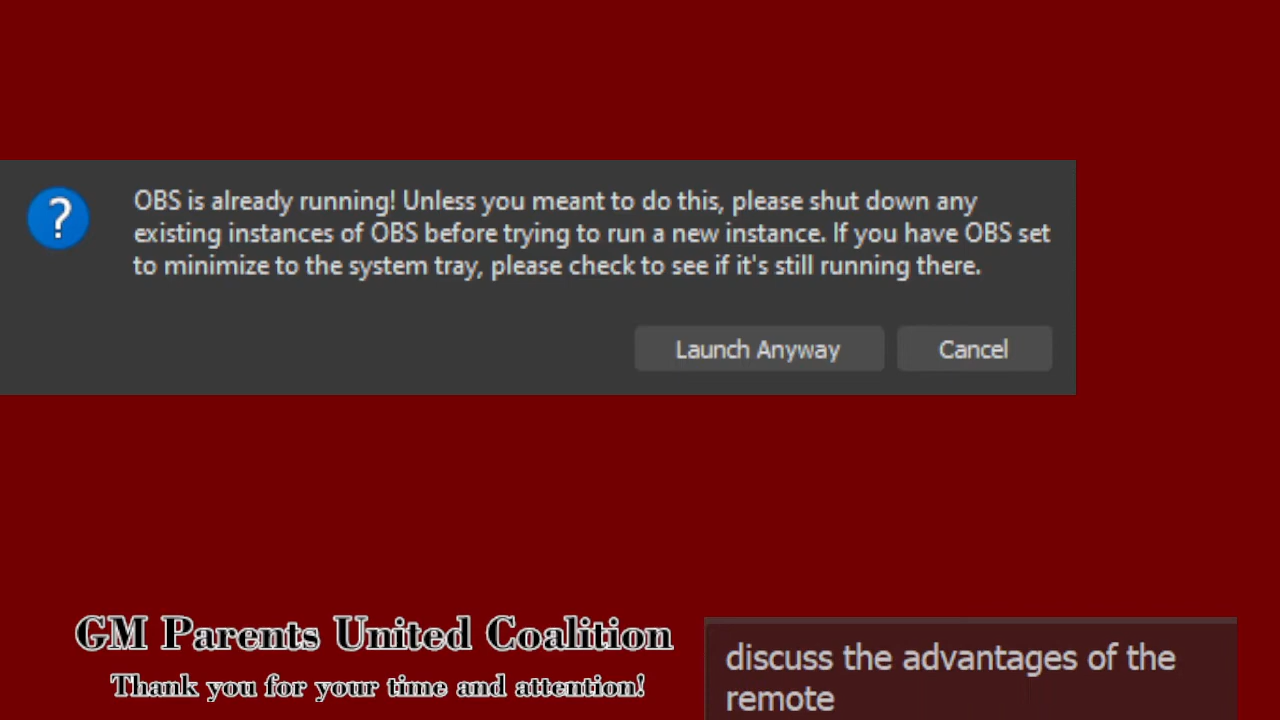 OBS is already running! Unless you meant to do this, please shut down any
existing instances of OBS before trying to run a new instance. If you have OBS set
to minimize to the system tray, please check to see if it's still running there.
Launch Anyway
Cancel
GM Parents United Coalition
Thank you for your time and attention!
discuss the advantages of the
remote